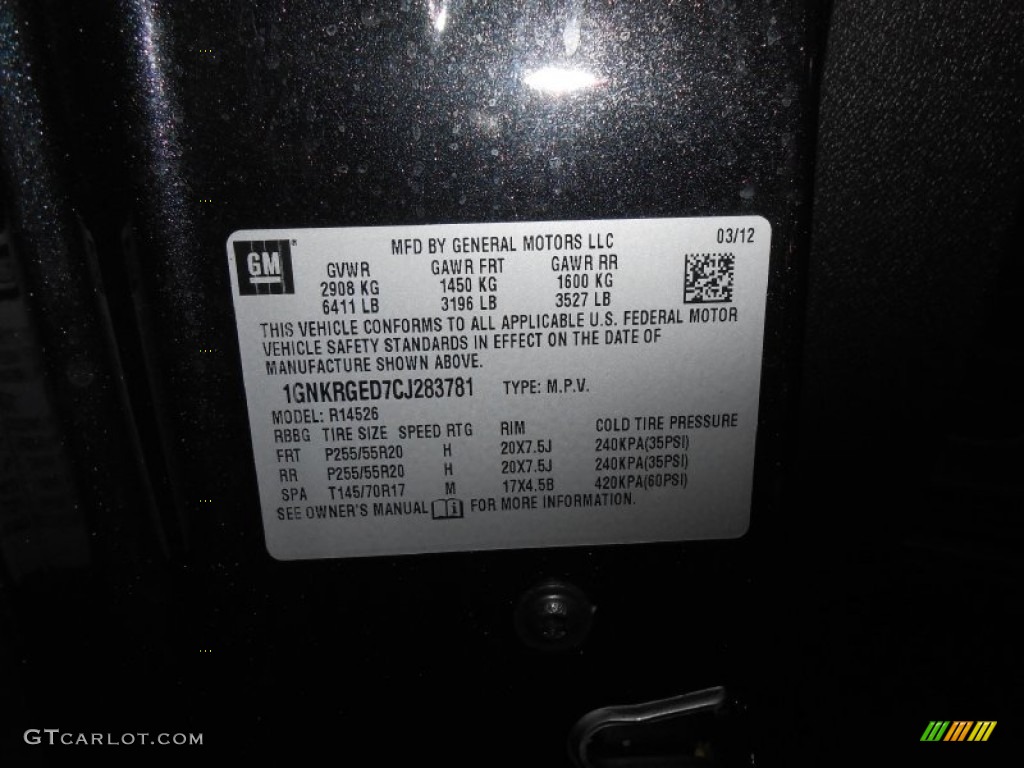 GM
MFD BY GENERAL MOTORS LLC 03/12
GVWR GAWR FRT GAWR RR
2908 KG 1450 KG 1600 KG
6411 LB 3196 LB 3527 LB
THIS VEHICLE CONFORMS TO ALL APPLICABLE U.S. FEDERAL MOTOR
VEHICLE SAFETY STANDARDS IN EFFECT ON THE DATE OF
MANUFACTURE SHOWN ABOVE.
1GNKRGED7CJ283781 TYPE: M.P.V.
MODEL: R14526
RBBG TIRE SIZE SPEED RTG RIM COLD TIRE PRESSURE
FRT P255/55R20 H 20X7.5J 240KPA(35PSI)
RR P255/55R20 H 20X7.5J 240KPA(35PSI)
SPA T145/70R17 M 17X4.5B 420KPA(60PSI)
SEE OWNER'S MANUAL i FOR MORE INFORMATION.
GTCARLOT.COM